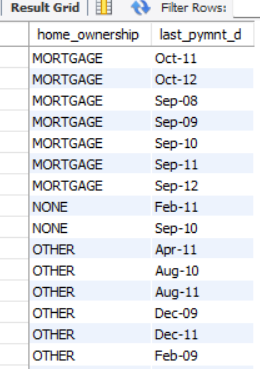 Result Grid Filter Rows:
home_ownership last_pymnt_d
MORTGAGE Oct-11
MORTGAGE Oct-12
MORTGAGE Sep-08
MORTGAGE Sep-09
MORTGAGE Sep-10
MORTGAGE Sep-11
MORTGAGE Sep-12
NONE Feb-11
NONE Sep-10
OTHER Apr-11
OTHER Aug-10
OTHER Aug-11
OTHER Dec-09
OTHER Dec-11
OTHER Feb-09